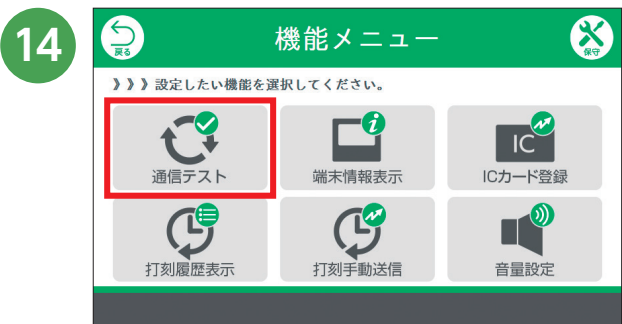 14
戻る
機能メニュー
保守
》》》設定したい機能を選択してください。
通信テスト
i
端末情報表示
IC
ICカード登録
打刻履歴表示
打刻手動送信
音量設定